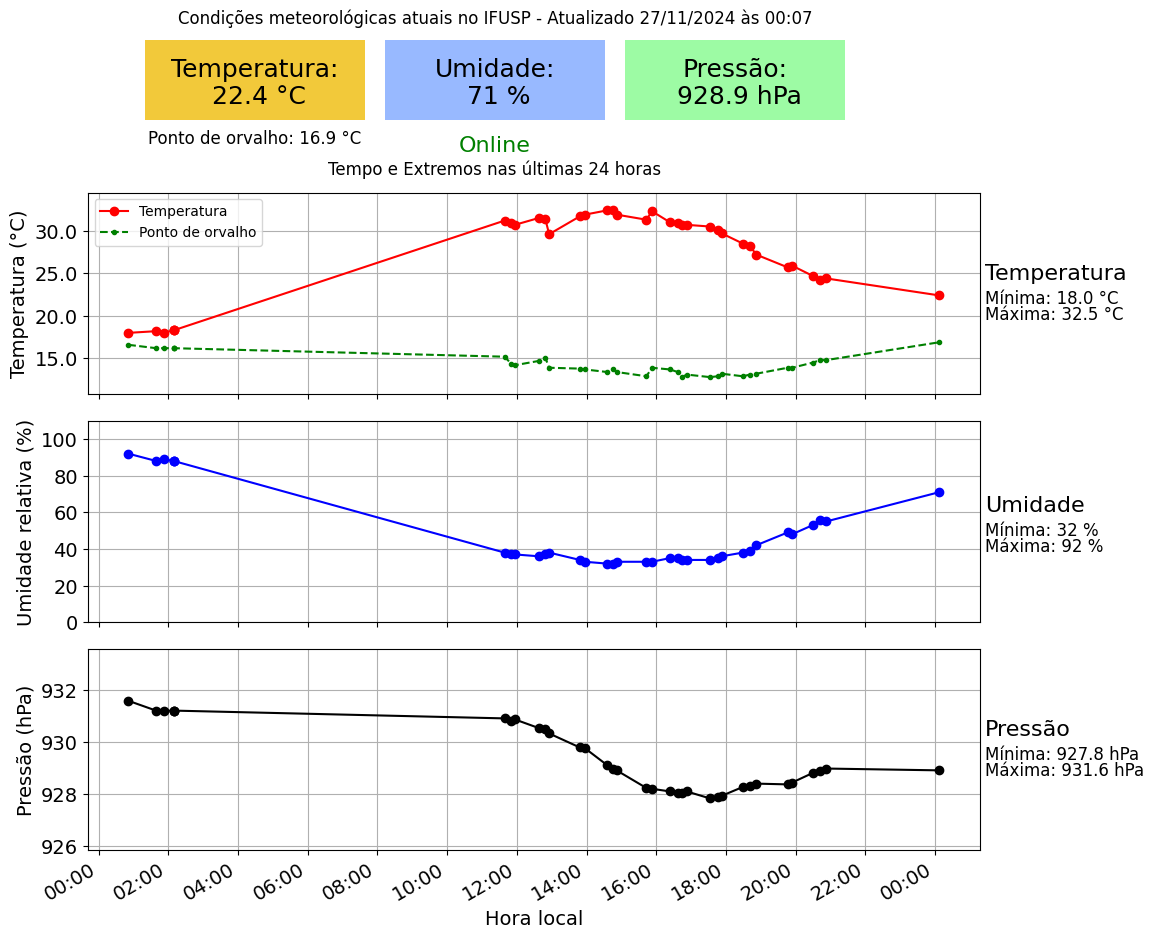 Condições meteorológicas atuais no IFUSP - Atualizado 27/11/2024 às 00:07
Temperatura:
22.4 °C
Umidade:
71 %
Pressão:
928.9 hPa
Ponto de orvalho: 16.9 °C
Online
Tempo e Extremos nas últimas 24 horas
Temperatura
Ponto de orvalho
Temperatura (°C)
30.0
25.0
20.0
15.0
Temperatura
Mínima: 18.0 °C
Máxima: 32.5 °C
Umidade relativa (%)
100
80
60
40
20
0
Umidade
Mínima: 32 %
Máxima: 92 %
Pressão (hPa)
932
930
928
926
Pressão
Mínima: 927.8 hPa
Máxima: 931.6 hPa
00:00 02:00 04:00 06:00 08:00 10:00 12:00 14:00 16:00 18:00 20:00 22:00 00:00
Hora local